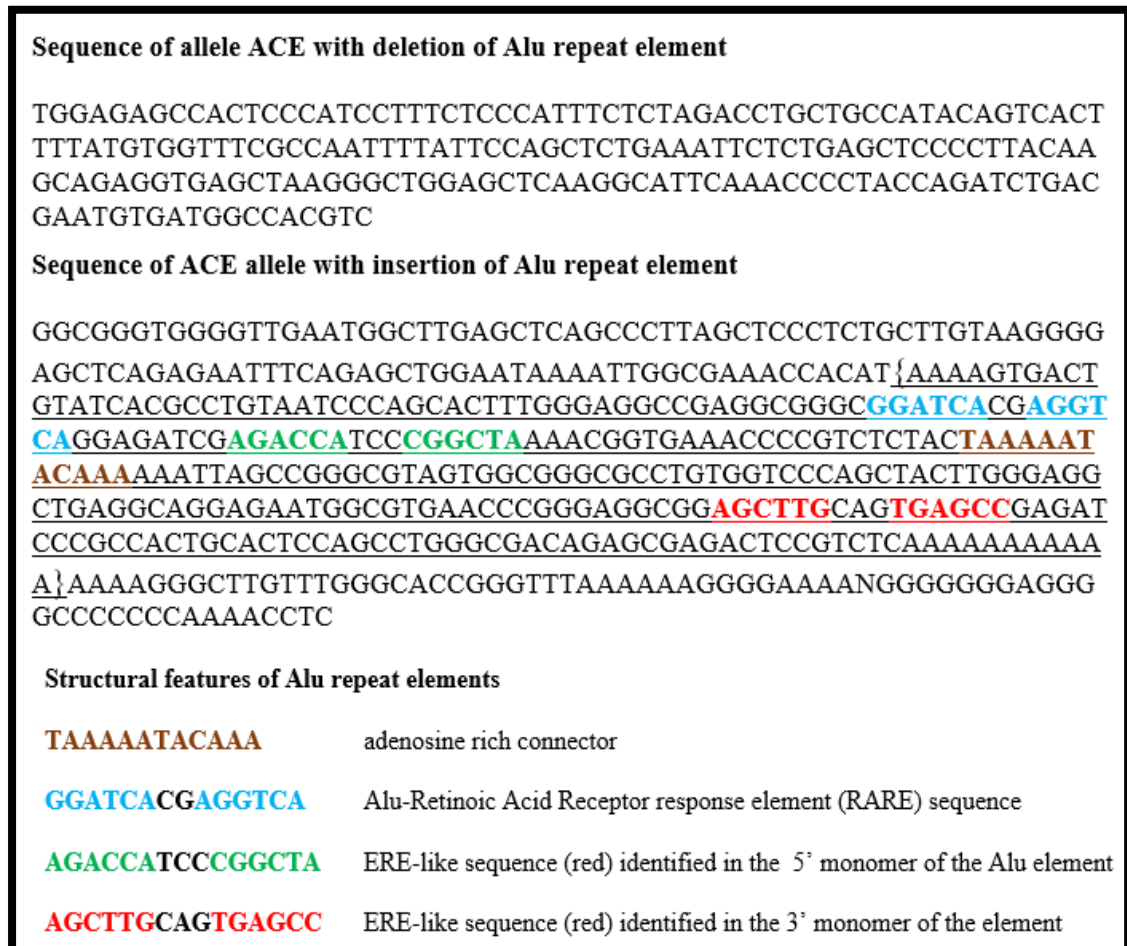 Sequence of allele ACE with deletion of Alu repeat element
TGGAGAGCCACTCCCATCCTTTCTCCCATTTCTCTAGACCTGCTGCCATACAGTCACT
TTTATGTGGTTTCGCCAATTTTATTCCAGCTCTGAAATTCTCTGAGCTCCCCTTACAA
GCAGAGGTGAGCTAAGGGCTGGAGCTCAAGGCATTCAAACCCCTACCAGATCTGAC
GAATGTGATGGCCACGTC
Sequence of ACE allele with insertion of Alu repeat element
GGCGGGTGGGGTTGAATGGCTTGAGCTCAGCCCTTAGCTCCCTCTGCTTGTAAGGGG
AGCTCAGAGAATTTCAGAGCTGGAATAAAATTGGCGAAACCACAT{AAAAGTGACT
GTATCACGCCTGTAATCCCAGCACTTTGGGAGGCCGAGGCGGGCGGATCACGAGGT
CAGGAGATCGAGACCATCCCGGCTAAAACGGTGAAACCCCGTCTCTACTAAAAAT
ACAAAAAATTAGCCGGGCGTAGTGGCGGGCGCCTGTGGTCCCAGCTACTTGGGAGG
CTGAGGCAGGAGAATGGCGTGAACCCGGGAGGCGGAGCTTGCAGTGAGCCGAGAT
CCCGCCACTGCACTCCAGCCTGGGCGACAGAGCGAGACTCCGTCTCAAAAAAAAAA
A}AAAAGGGCTTGTTTGGGCACCGGGTTTAAAAAAGGGGAAAANGGGGGGGAGGG
GCCCCCCCAAAACCTC
Structural features of Alu repeat elements
TAAAAATACAAA adenosine rich connector
GGATCACGAGGTCA Alu-Retinoic Acid Receptor response element (RARE) sequence
AGACCATCCCGGCTA ERE-like sequence (red) identified in the 5’ monomer of the Alu element
AGCTTGCAGTGAGCC ERE-like sequence (red) identified in the 3’ monomer of the element